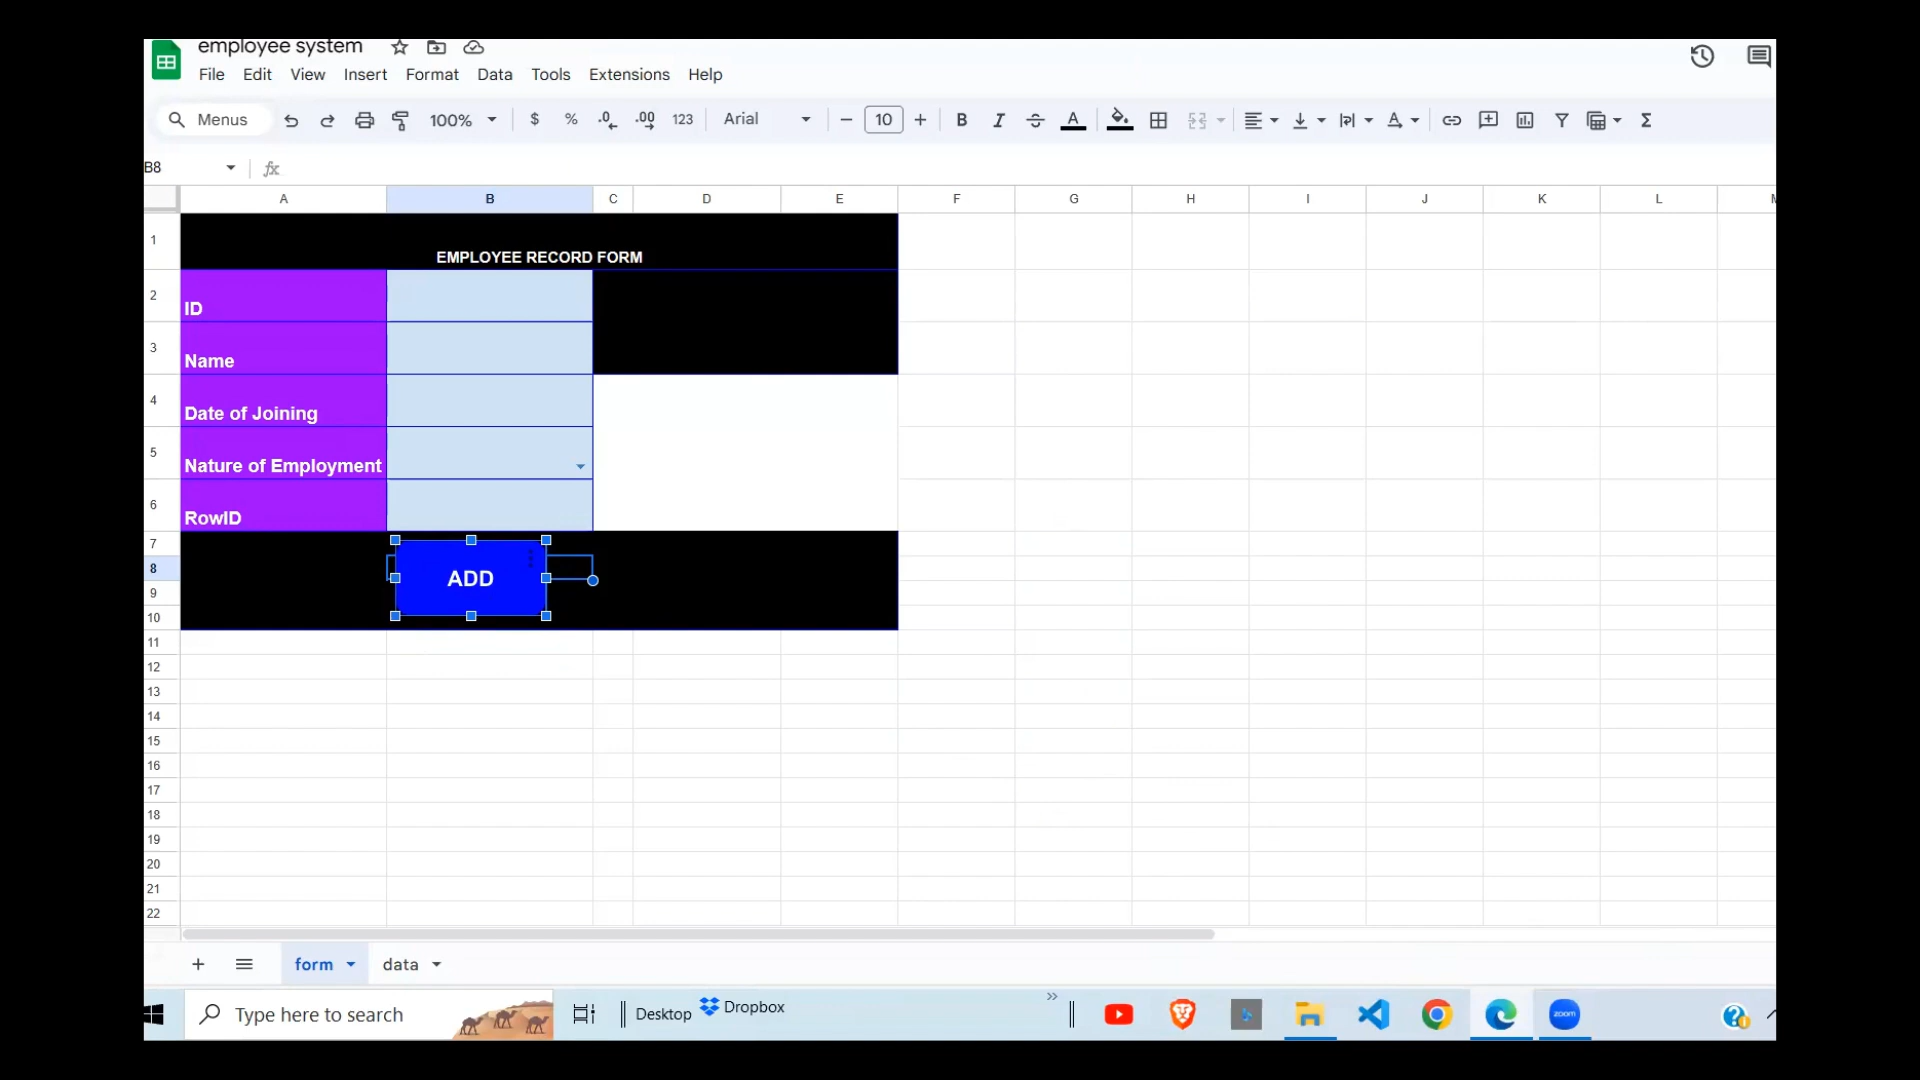 employee system
File Edit View Insert Format Data Tools Extensions Help
Menus 100% $ % .0 .00 123 Arial 10 B I S A A Σ
B8 fx
A B C D E F G H I J K L M
1 EMPLOYEE RECORD FORM
2 ID
3 Name
4 Date of Joining
5 Nature of Employment
6 RowID
7
8 ADD
9
10
11
12
13
14
15
16
17
18
19
20
21
22
+ form data
Type here to search Desktop Dropbox » zoom